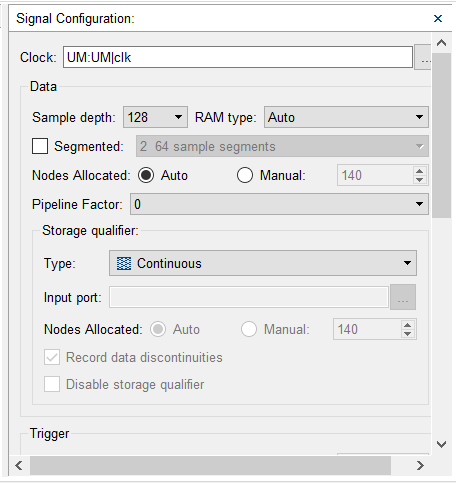 Signal Configuration:
Clock: UM:UM|clk ...
Data
Sample depth: 128 RAM type: Auto
Segmented: 2 64 sample segments
Nodes Allocated: Auto Manual: 140
Pipeline Factor: 0
Storage qualifier:
Type: Continuous
Input port: ...
Nodes Allocated: Auto Manual: 140
Record data discontinuities
Disable storage qualifier
Trigger